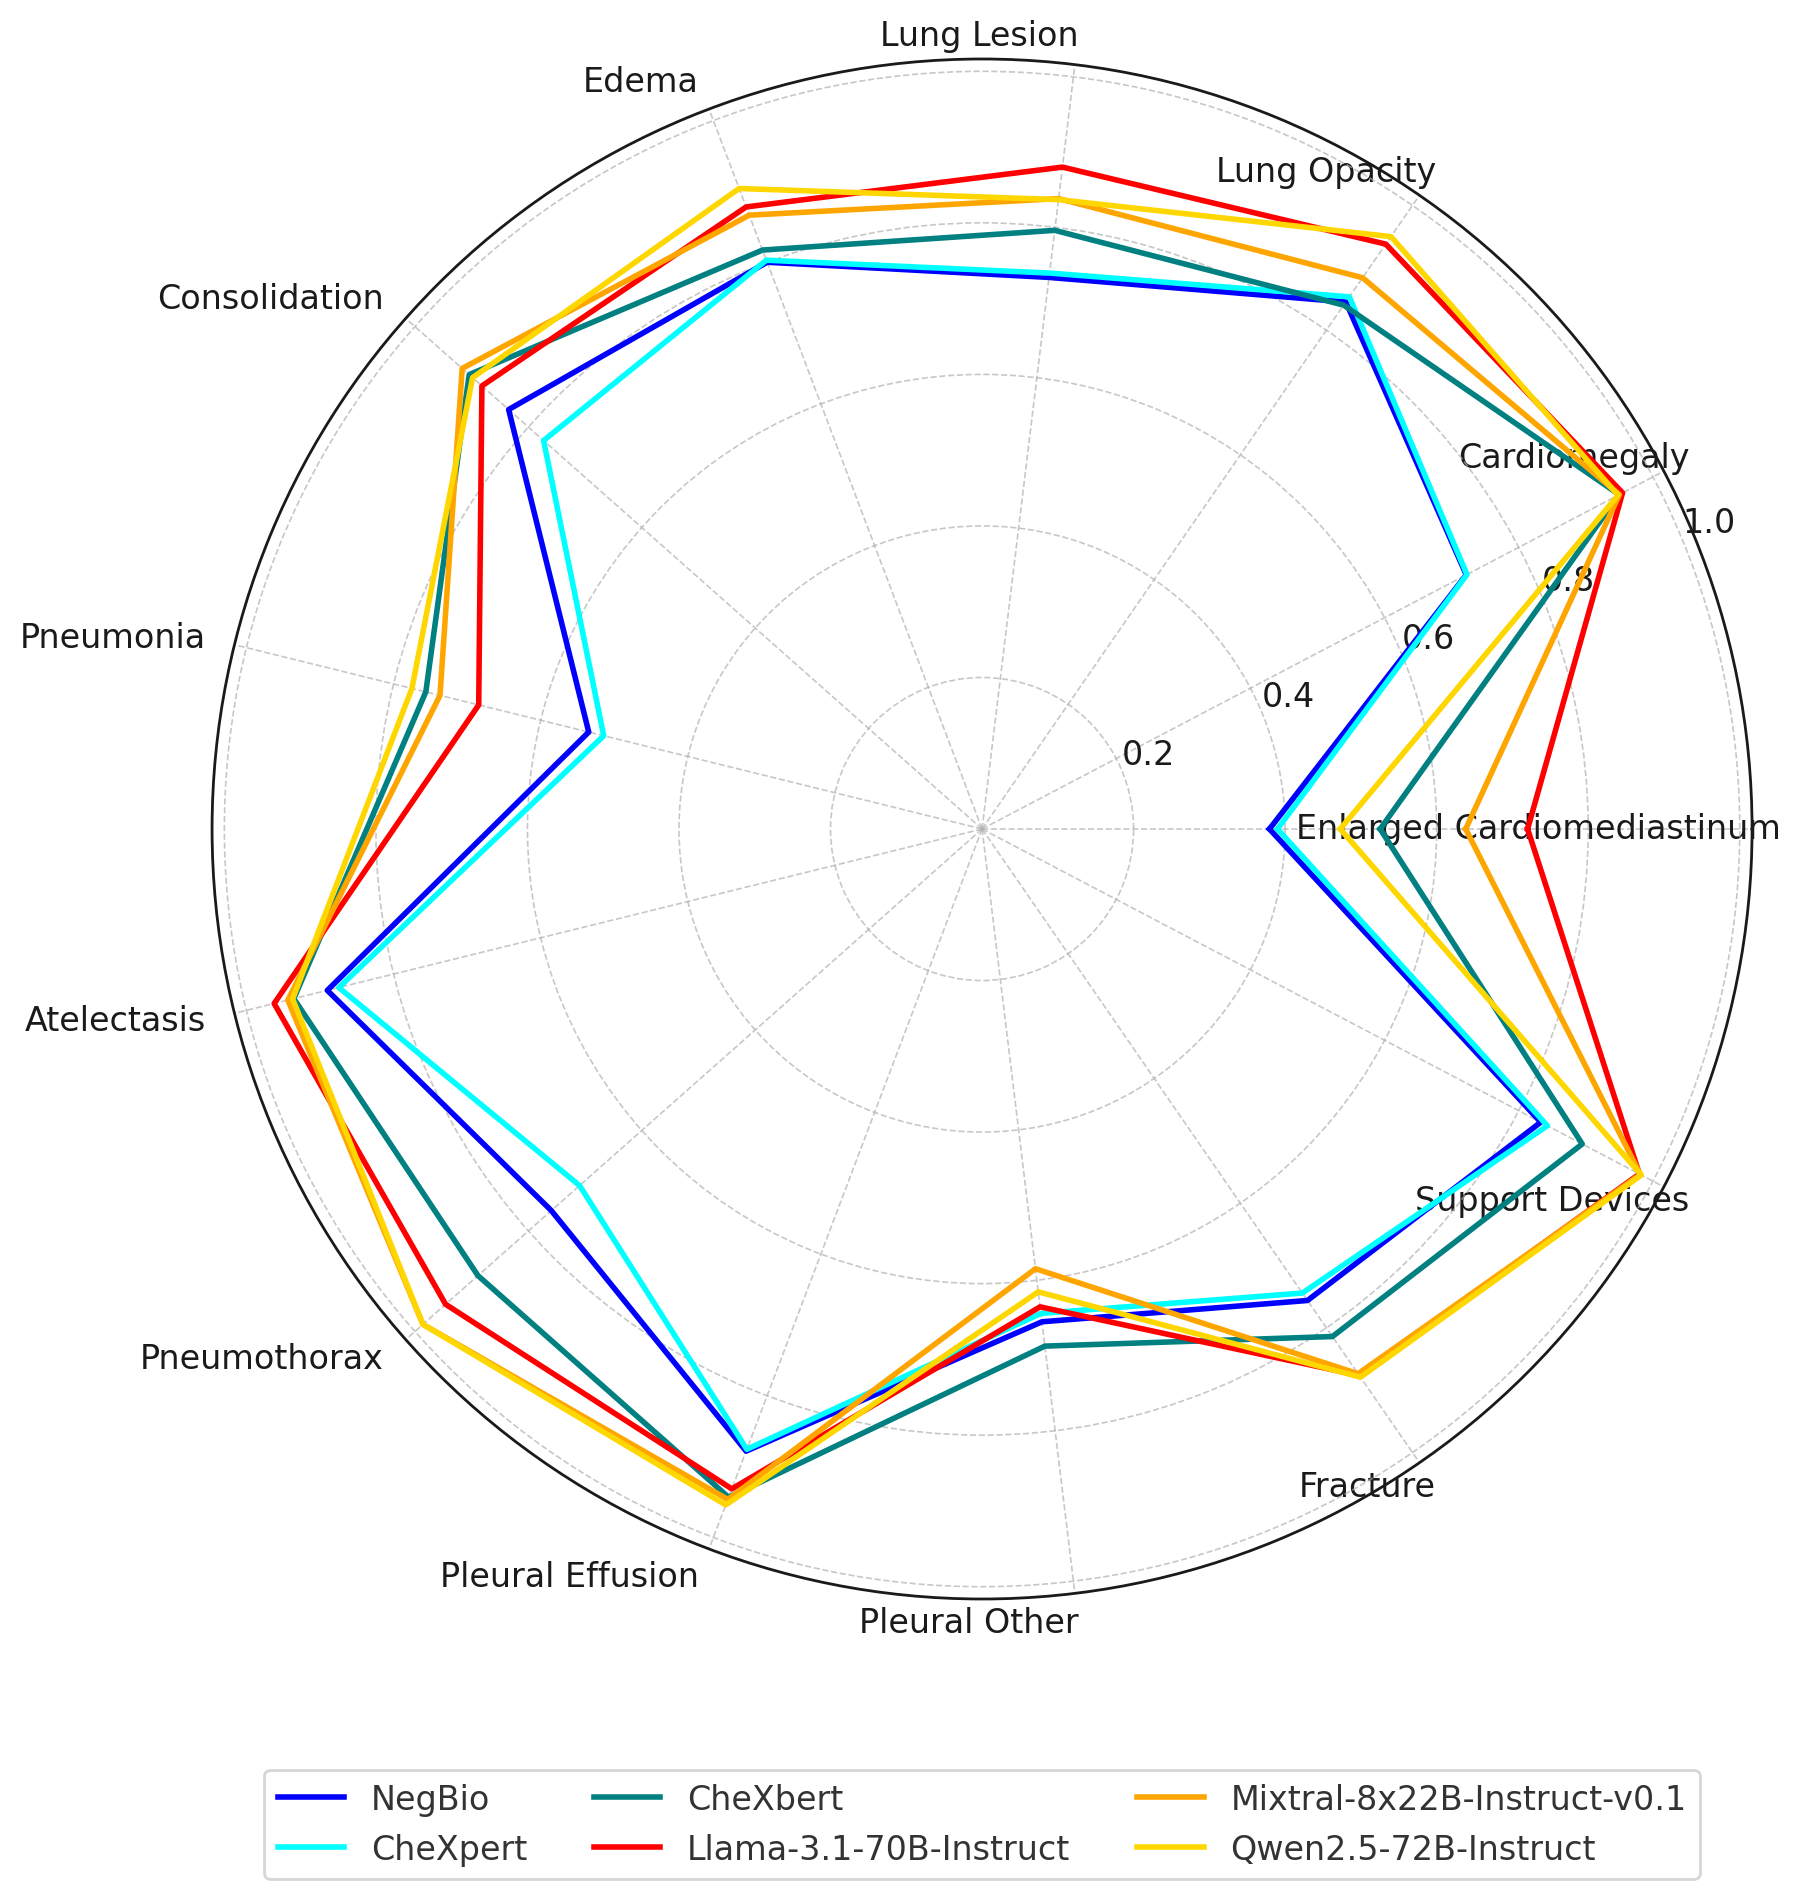 Lung Lesion
Edema
Lung Opacity
Consolidation
Cardiomegaly
1.0
0.8
Pneumonia
0.6
0.4
0.2
Enlarged Cardiomediastinum
Atelectasis
Support Devices
Pneumothorax
Fracture
Pleural Effusion
Pleural Other
NegBio
CheXpert
CheXbert
Llama-3.1-70B-Instruct
Mixtral-8x22B-Instruct-v0.1
Qwen2.5-72B-Instruct